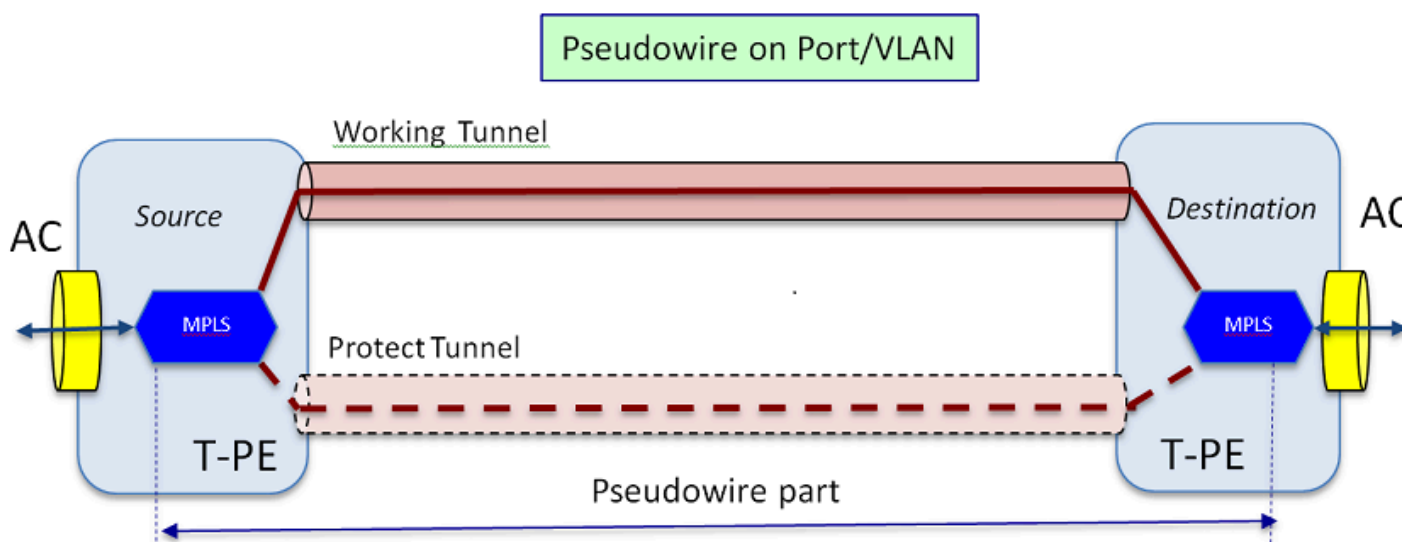 Pseudowire on Port/VLAN
Working Tunnel
Source
Destination
AC
AC
MPLS
MPLS
Protect Tunnel
T-PE
T-PE
Pseudowire part